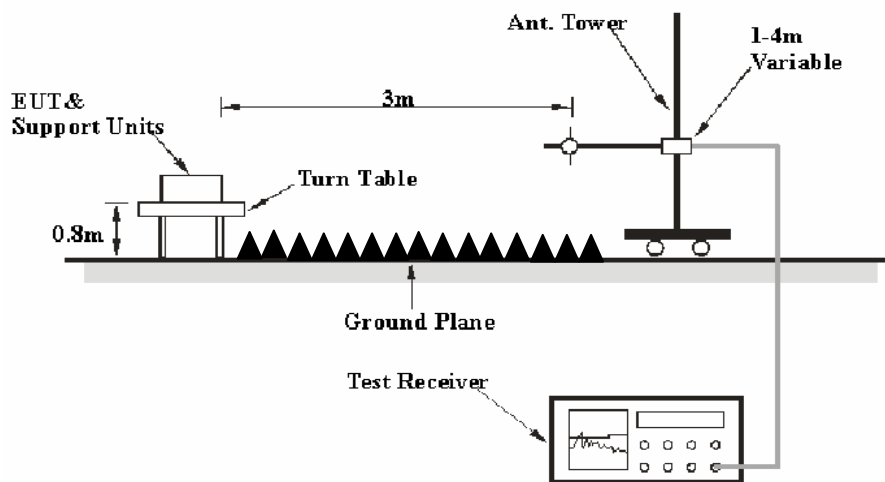 Ant. Tower
1-4m
Variable
3m
EUT &
Support Units
Turn Table
0.8m
Ground Plane
Test Receiver